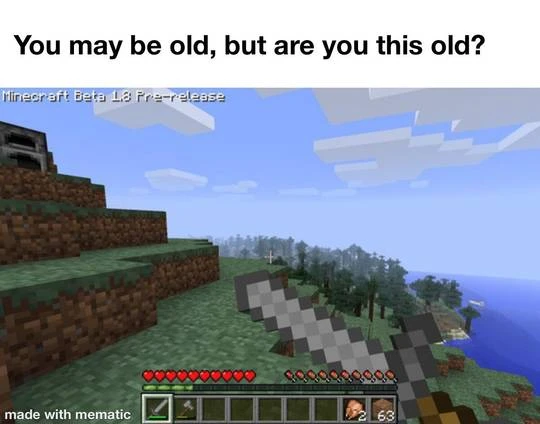 You may be old, but are you this old?
Minecraft Beta 1.8 Pre-release
2 63
made with mematic